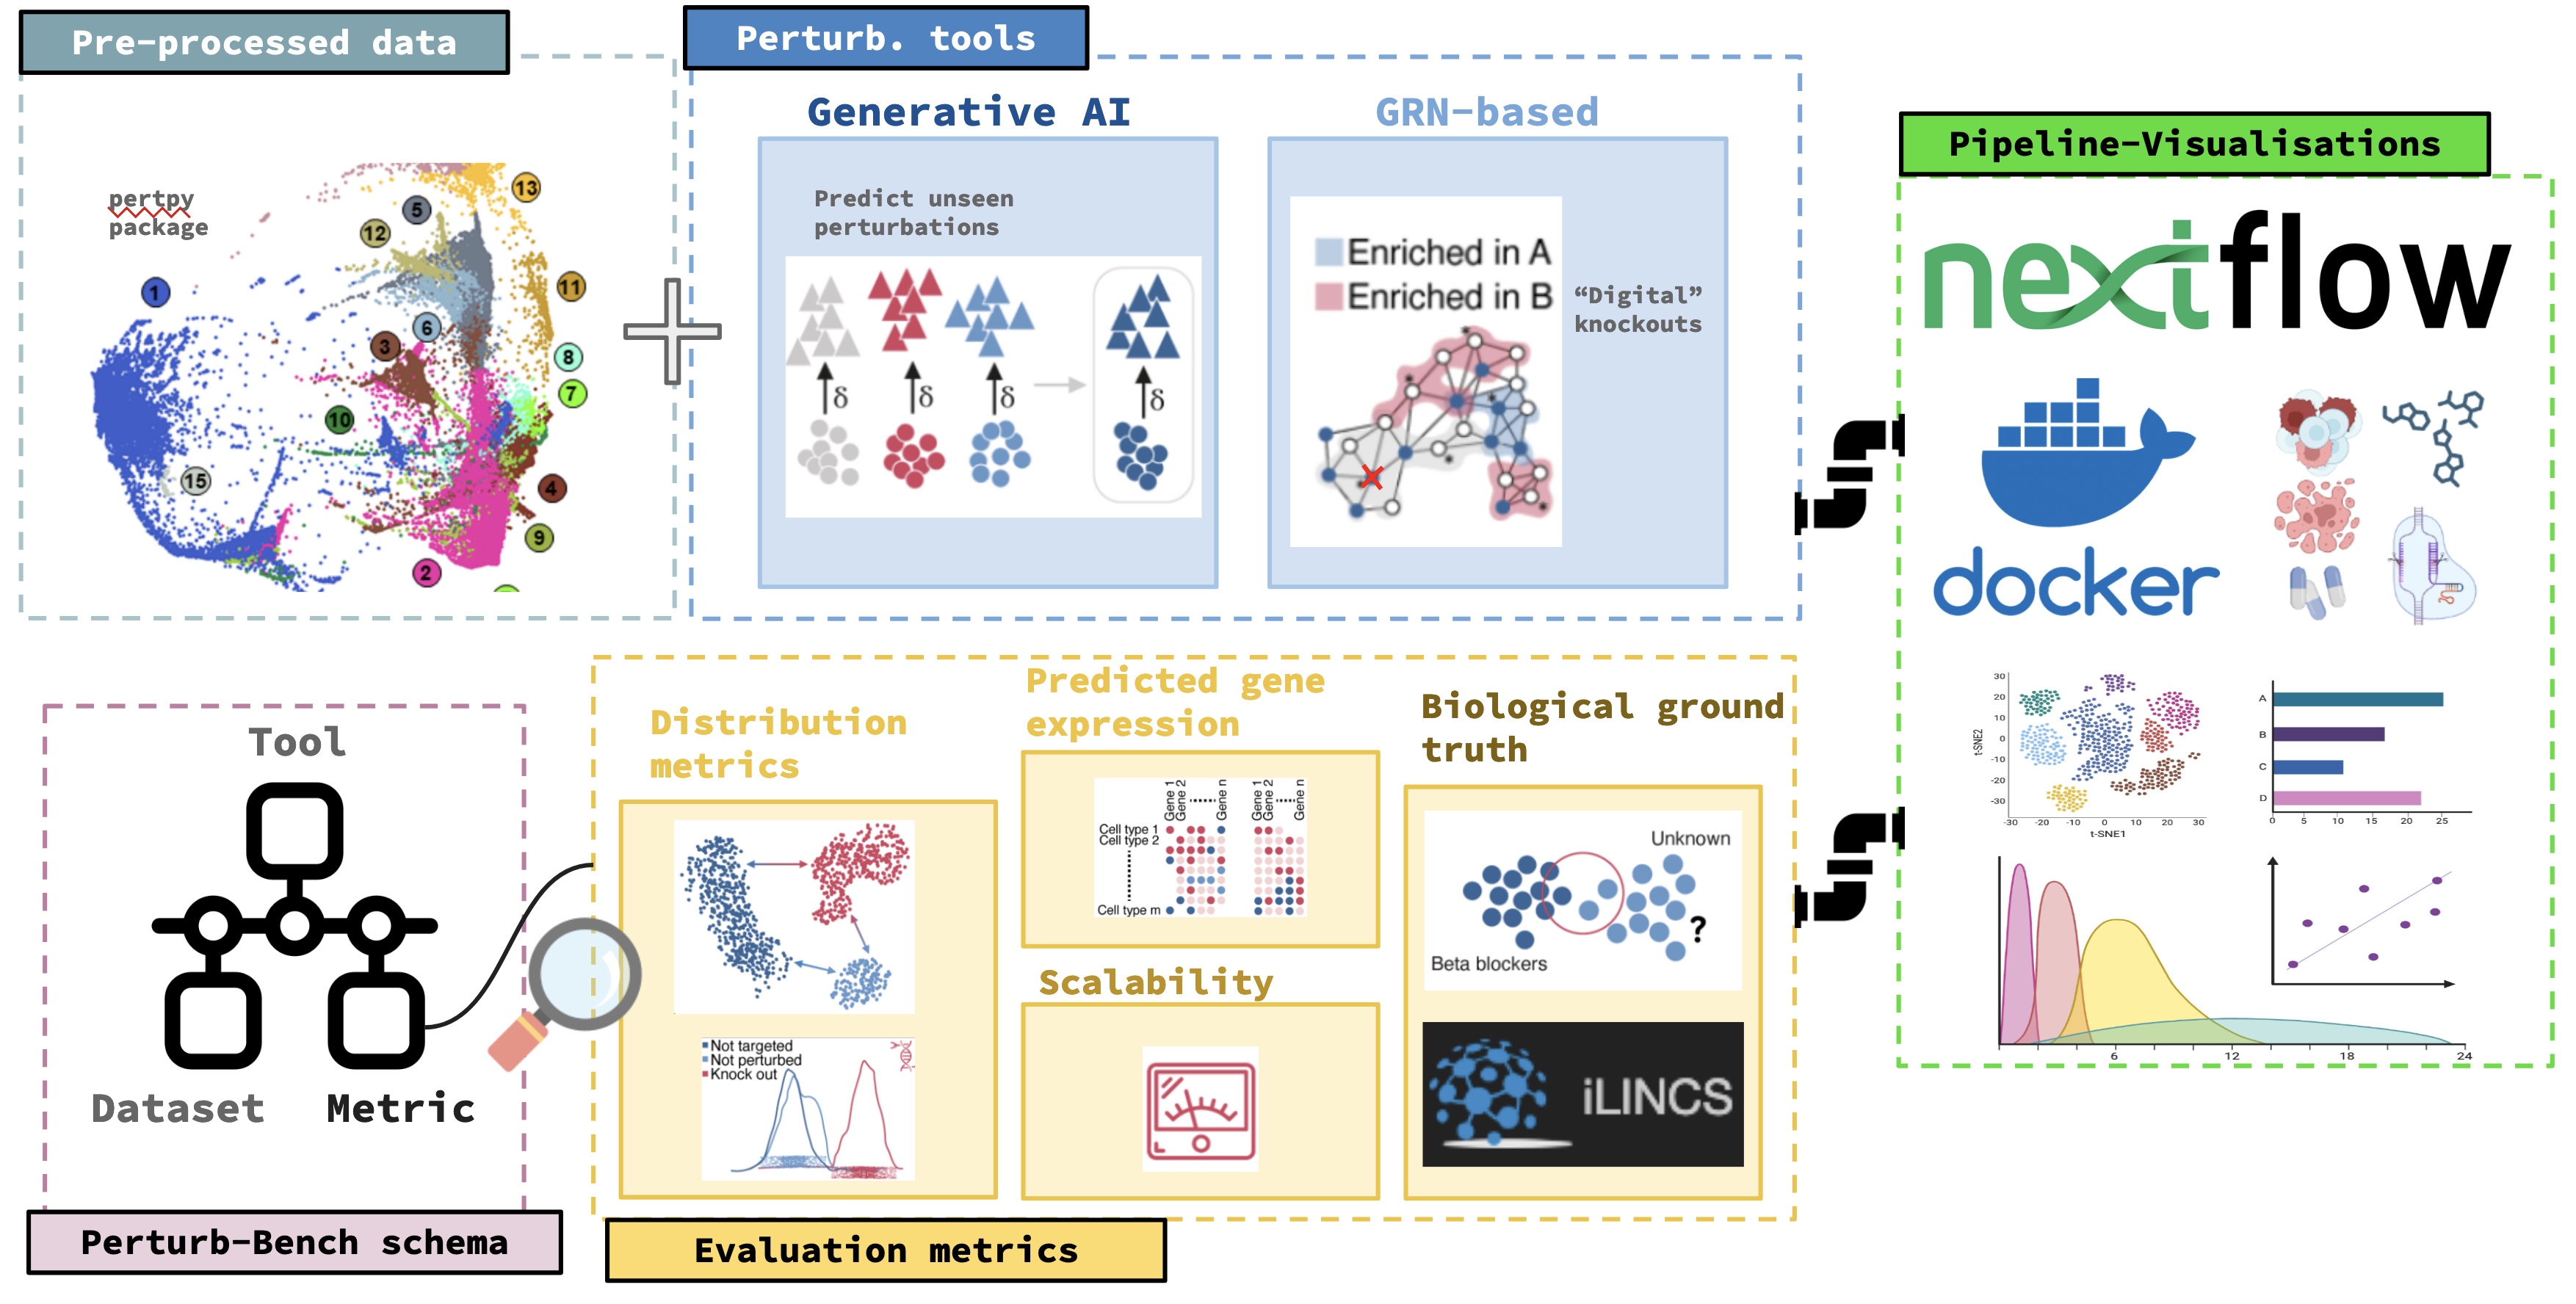 Pre-processed data
pertpy
package
1
5
12
13
11
6
3
8
7
10
15
4
9
2
Perturb. tools
Generative AI
Predict unseen
perturbations
δ
δ
δ
δ
GRN-based
Enriched in A
Enriched in B
“Digital”
knockouts
Pipeline-Visualisations
nextflow
docker
t-SNE2
30
20
10
0
-10
-20
-30
-30 -20 -10 0 10 20 30
t-SNE1
A
B
C
D
0 5 10 15 20 25
6 12 18 24
Tool
Dataset
Metric
Perturb-Bench schema
Distribution
metrics
Not targeted
Not perturbed
Knock out
Predicted gene
expression
Gene 1
Gene 2
Gene n
Gene 1
Gene 2
Gene n
Cell type 1
Cell type 2
Cell type m
Scalability
Biological ground
truth
Unknown
?
Beta blockers
iLINCS
Evaluation metrics